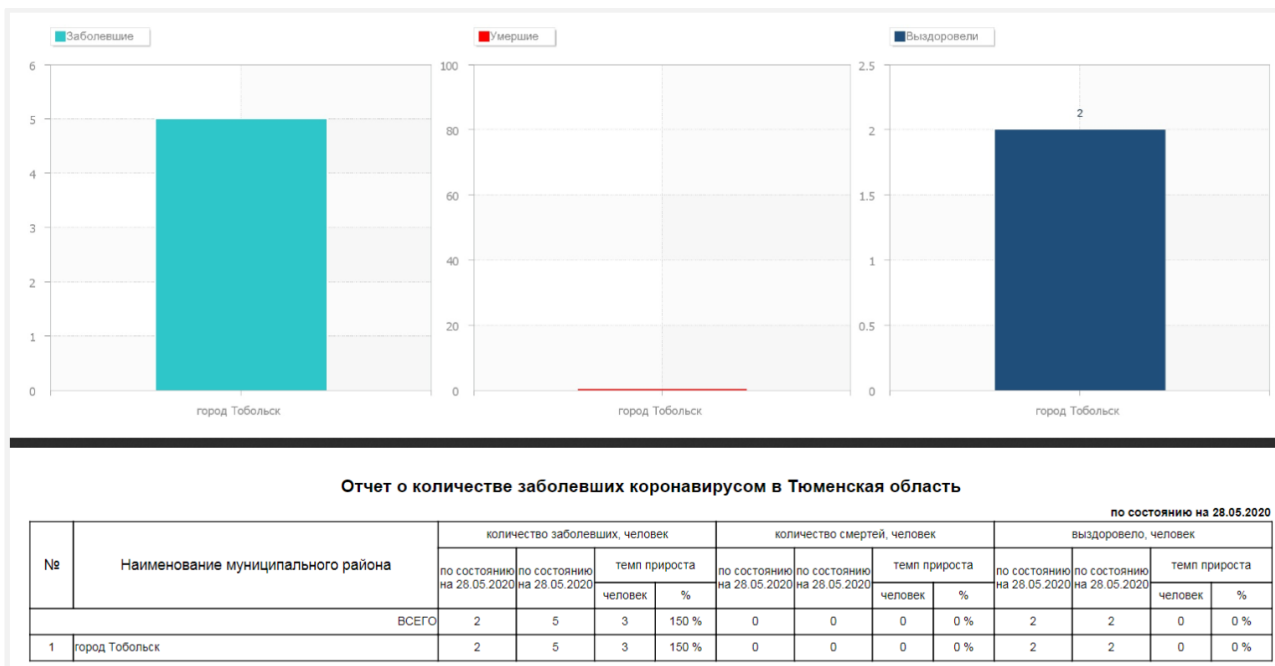 Заболевшие
6
5
4
3
2
1
0
город Тобольск
Умершие
100
80
60
40
20
0
город Тобольск
Выздоровели
2.5
2
1.5
1
0.5
0
2
город Тобольск
Отчет о количестве заболевших коронавирусом в Тюменская область
по состоянию на 28.05.2020
№ Наименование муниципального района количество заболевших, человек количество смертей, человек выздоровело, человек
по состоянию по состоянию темп прироста по состоянию по состоянию темп прироста по состоянию по состоянию темп прироста
на 28.05.2020 на 28.05.2020 человек % на 28.05.2020 на 28.05.2020 человек % на 28.05.2020 на 28.05.2020 человек %
ВСЕГО 2 5 3 150 % 0 0 0 0 % 2 2 0 0 %
1 город Тобольск 2 5 3 150 % 0 0 0 0 % 2 2 0 0 %